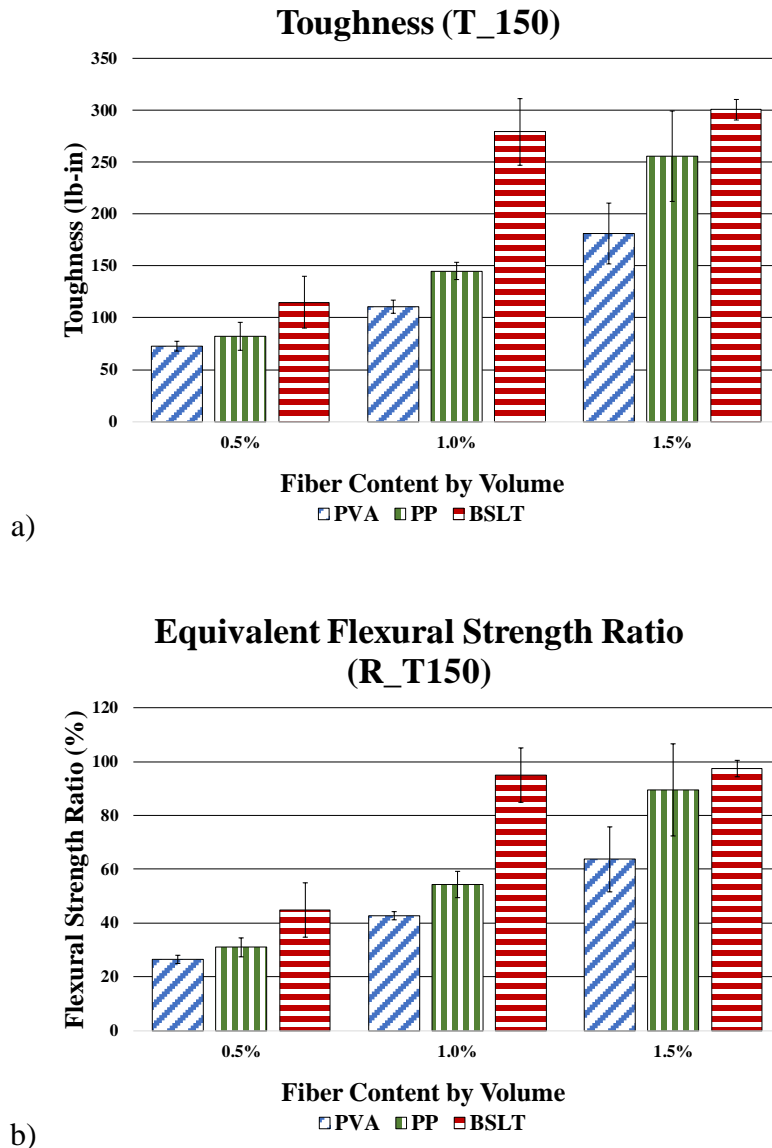 Toughness (T_150)
350
300
250
200
150
100
50
0
Toughness (lb-in)
0.5% 1.0% 1.5%
Fiber Content by Volume
PVA PP BSLT
a)
Equivalent Flexural Strength Ratio
(R_T150)
120
100
80
60
40
20
0
Flexural Strength Ratio (%)
0.5% 1.0% 1.5%
Fiber Content by Volume
PVA PP BSLT
b)